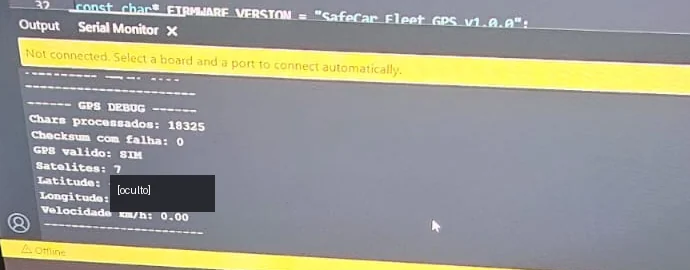 32 const char* FIRMWARE_VERSION = "SafeCar Fleet GPS v1.0.0";
Output Serial Monitor
Not connected. Select a board and a port to connect automatically.
------ GPS DEBUG ------
Chars processados: 18325
Checksum com falha: 0
GPS valido: SIM
Satelites: 7
Latitude:
[oculto]
Longitude:
Velocidade km/h: 0.00
Offline